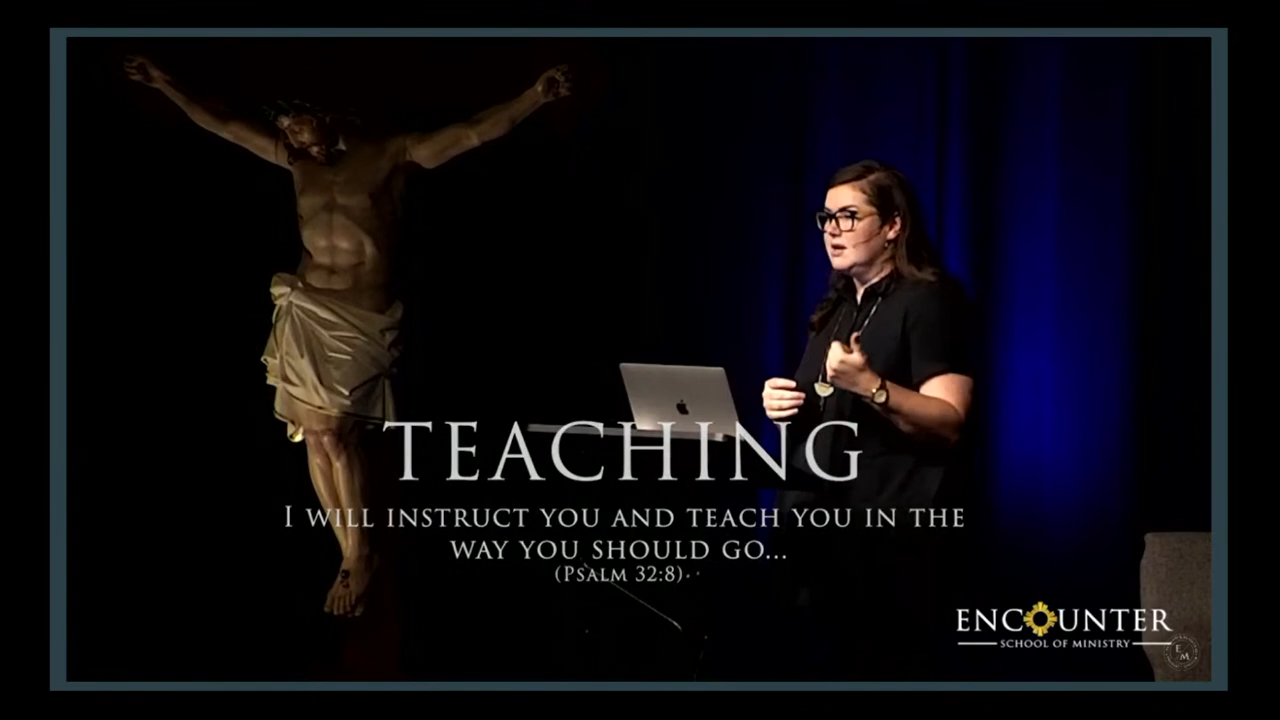 TEACHING
I WILL INSTRUCT YOU AND TEACH YOU IN THE
WAY YOU SHOULD GO...
(PSALM 32:8)
ENCOUNTER
SCHOOL OF MINISTRY
E
M